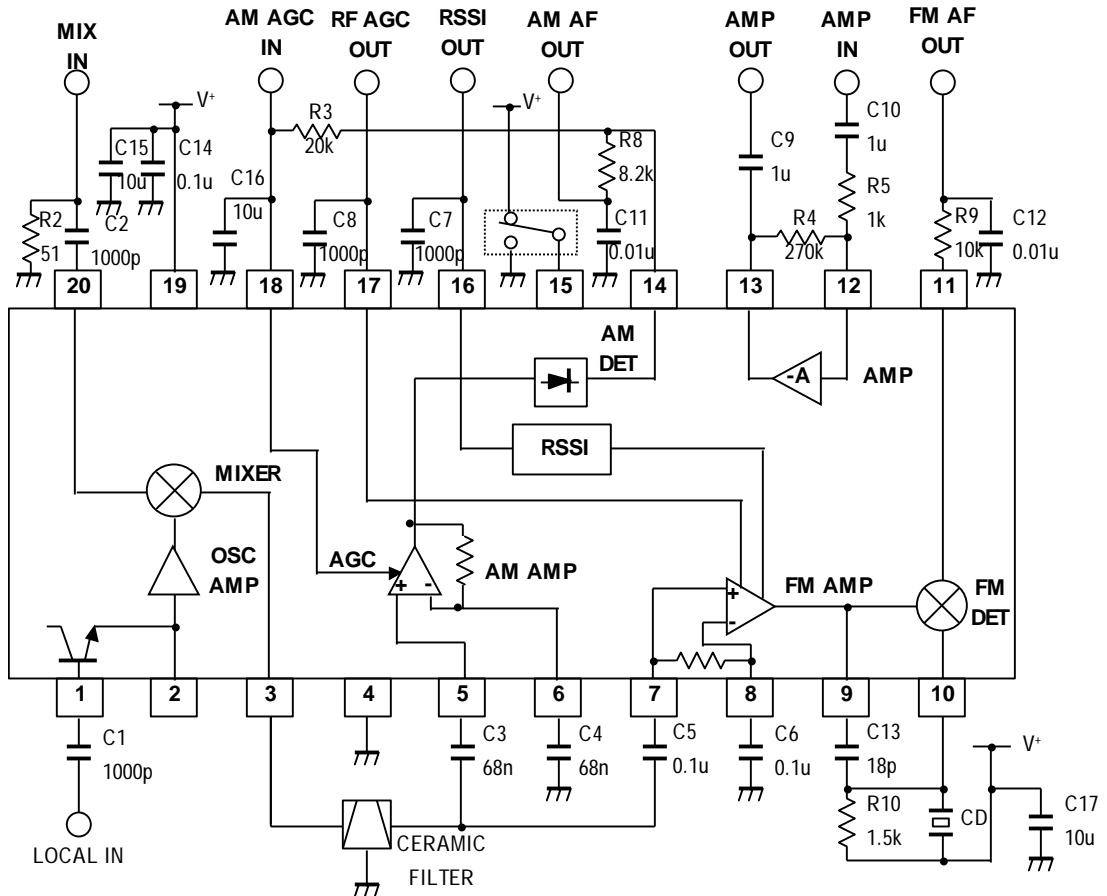 MIX IN
AM AGC IN
RF AGC OUT
RSSI OUT
AM AF OUT
AMP OUT
AMP IN
FM AF OUT
V+
C15
10u
C14
0.1u
R3
20k
V+
R8
8.2k
C9
1u
C10
1u
R5
1k
R2
51
C2
1000p
C16
10u
C8
1000p
C7
1000p
C11
0.01u
R4
270k
R9
10k
C12
0.01u
20
19
18
17
16
15
14
13
12
11
AM DET
-A
AMP
RSSI
MIXER
OSC AMP
AGC
+
-
AM AMP
+
-
FM AMP
FM DET
1
2
3
4
5
6
7
8
9
10
C1
1000p
C3
68n
C4
68n
C5
0.1u
C6
0.1u
C13
18p
V+
R10
1.5k
CD
C17
10u
LOCAL IN
CERAMIC FILTER